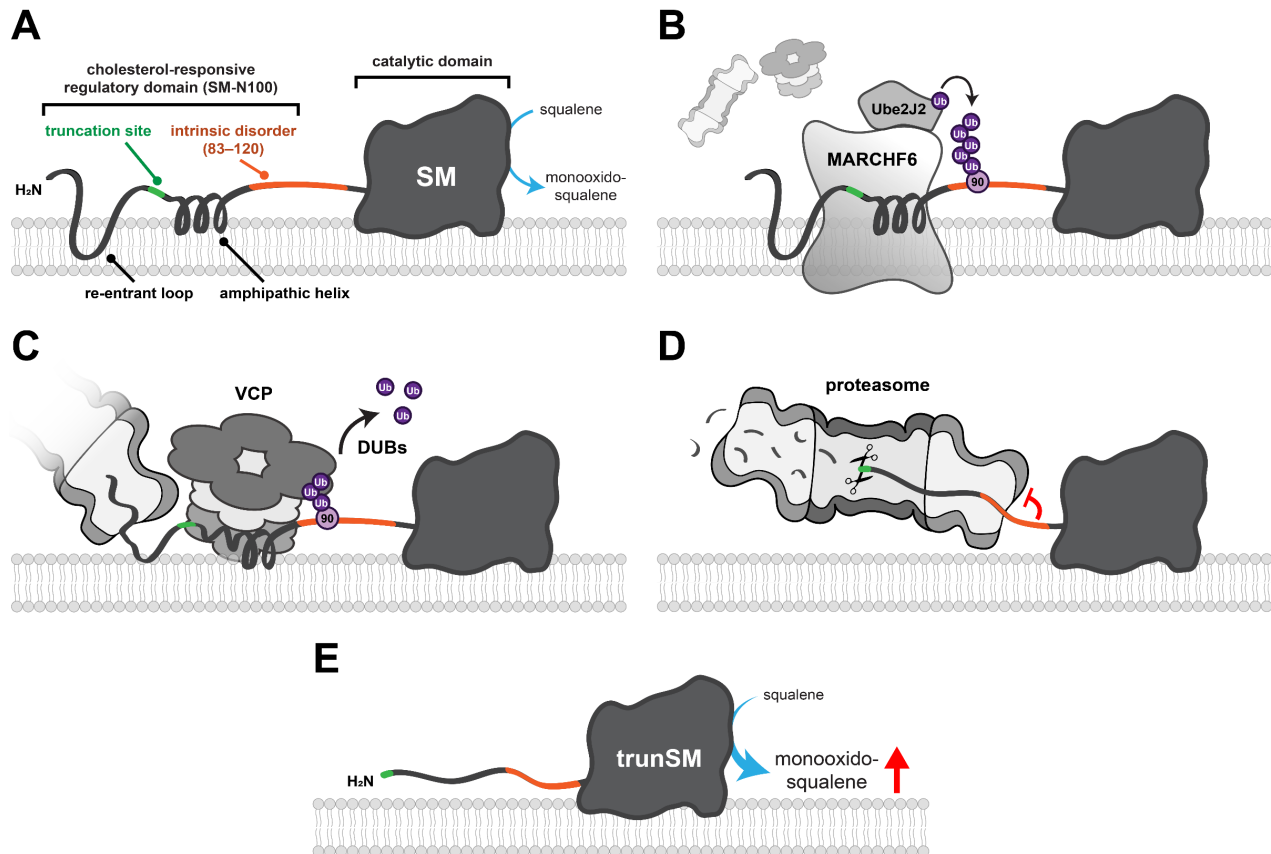 A
cholesterol-responsive
regulatory domain (SM-N100)
catalytic domain
truncation site
intrinsic disorder
(83–120)
squalene
H₂N
SM
monooxido-
squalene
re-entrant loop
amphipathic helix
B
Ube2J2
Ub
MARCHF6
Ub
Ub
Ub
Ub
Ub
90
C
VCP
Ub
Ub
Ub
DUBs
Ub
Ub
Ub
90
D
proteasome
E
squalene
trunSM
H₂N
monooxido-
squalene